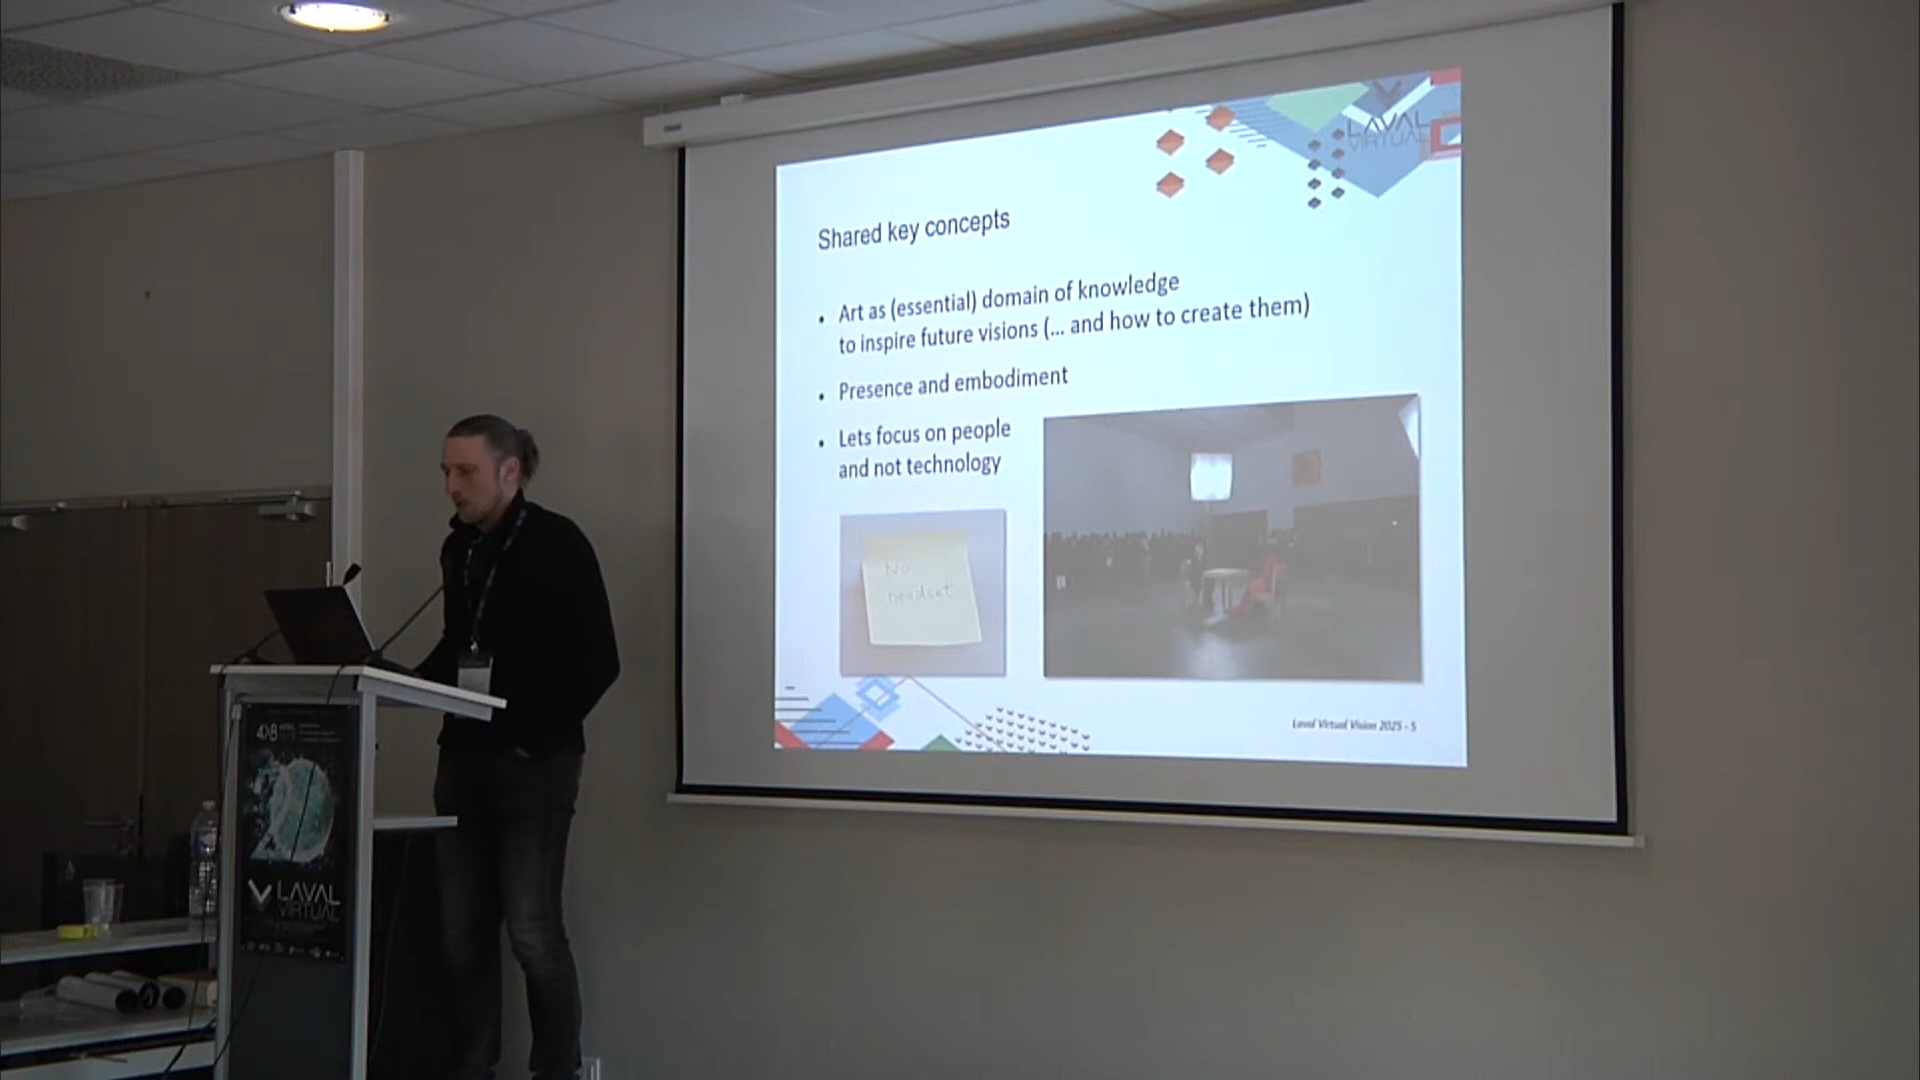 LAVAL
VIRTUAL
Shared key concepts
• Art as (essential) domain of knowledge
to inspire future visions (... and how to create them)
• Presence and embodiment
• Lets focus on people
and not technology
No
headset
Laval Virtual Vision 2025 - 5
LAVAL
VIRTUAL